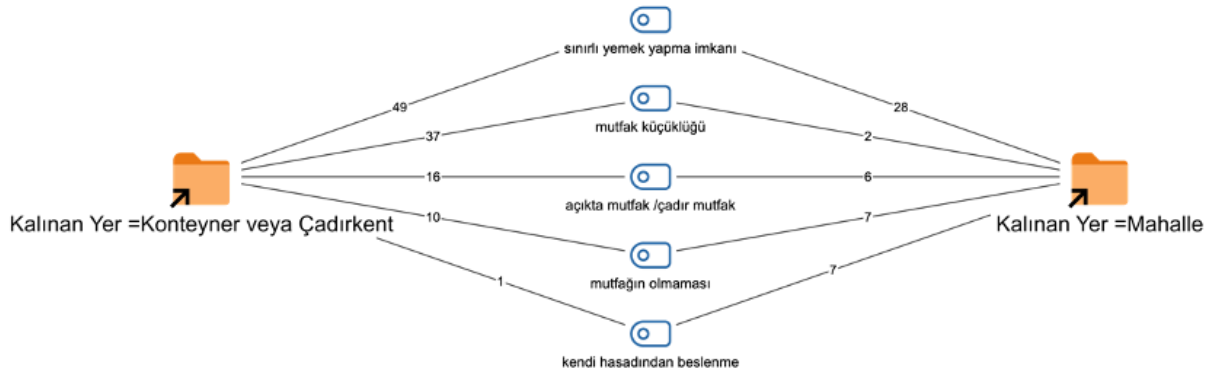 sınırlı yemek yapma imkanı
49
28
mutfak küçüklüğü
37
2
16
6
açıkta mutfak /çadır mutfak
Kalınan Yer =Konteyner veya Çadırkent
Kalınan Yer =Mahalle
10
7
mutfağın olmaması
1
7
kendi hasadından beslenme